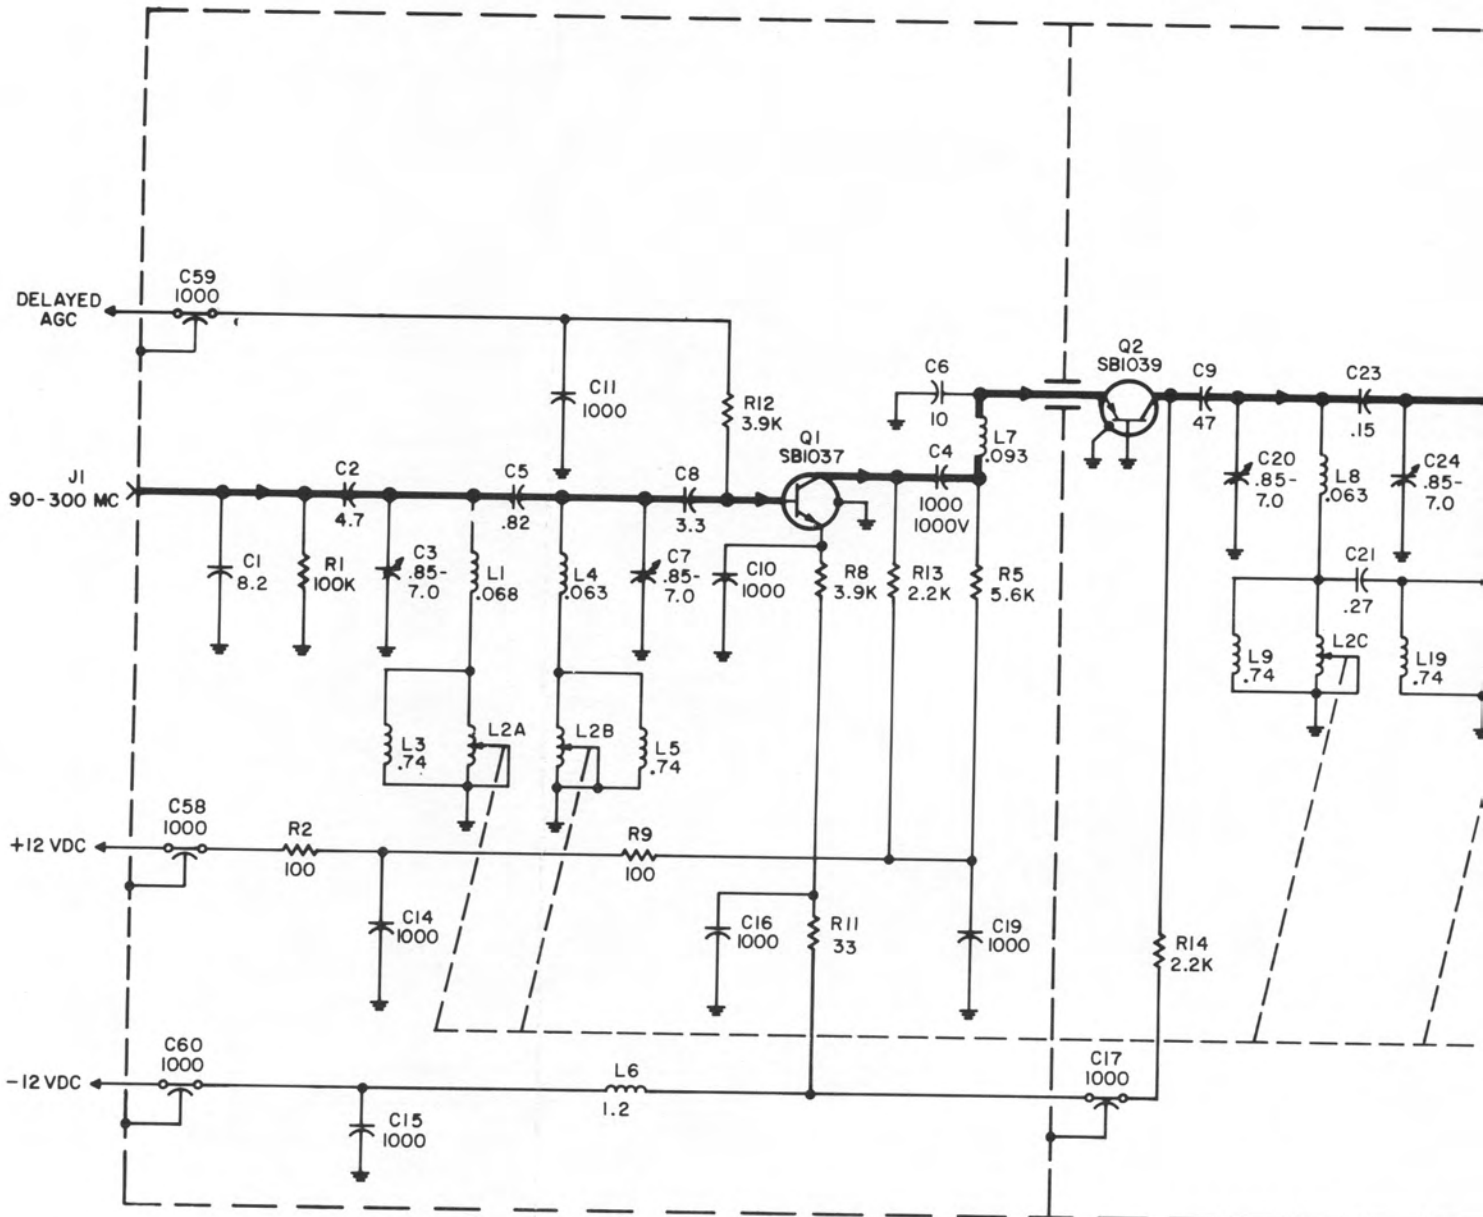 C59
1000
DELAYED
AGC
C11
1000
R12
3.9K
C6
10
Q2
SB1039
C9
47
C23
.15
J1
90-300 MC
C2
4.7
C5
.82
C8
3.3
Q1
SB1037
C4
1000
1000V
L7
.093
C20
.85-
7.0
L8
.063
C24
.85-
7.0
C1
8.2
R1
100K
C3
.85-
7.0
L1
.068
L4
.063
C7
.85-
7.0
C10
1000
R8
3.9K
R13
2.2K
R5
5.6K
C21
.27
L3
.74
L2A
L2B
L5
.74
L9
.74
L2C
L19
.74
+12 VDC
C58
1000
R2
100
R9
100
C14
1000
C16
1000
R11
33
C19
1000
R14
2.2K
-12 VDC
C60
1000
C15
1000
L6
1.2
C17
1000